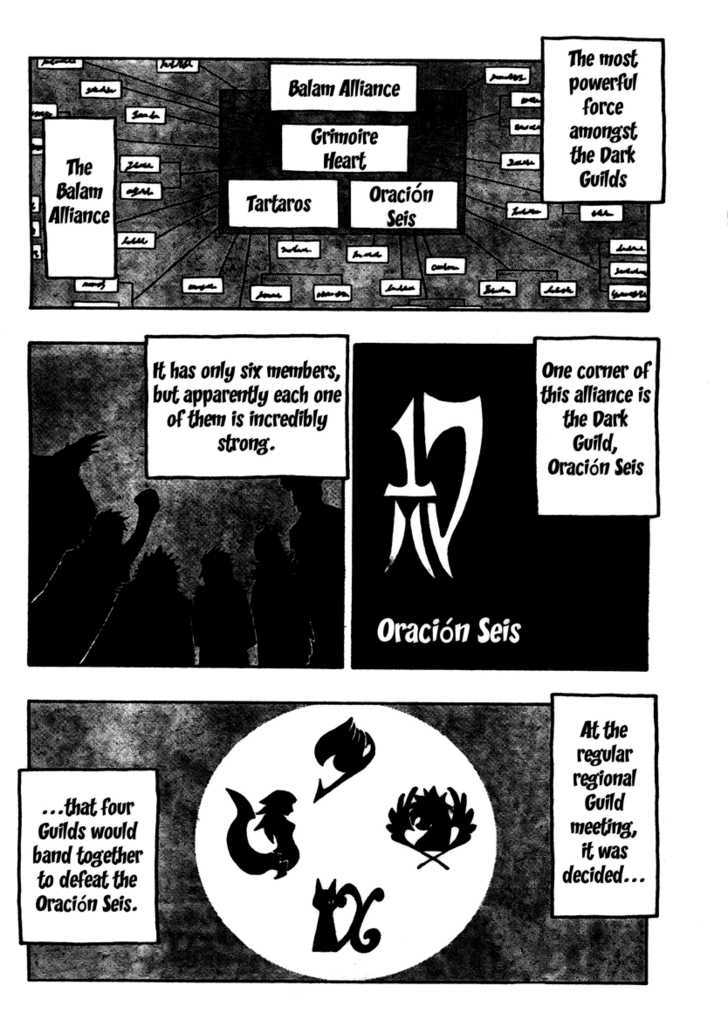 The most
powerful
force
amongst
the Dark
Guilds
Balam Alliance
Grimoire
Heart
Tartaros
Oración
Seis
The
Balam
Alliance
One corner of
this alliance is
the Dark
Guild,
Oración Seis
Oración Seis
It has only six members,
but apparently each one
of them is incredibly
strong.
At the
regular
regional
Guild
meeting,
it was
decided...
...that four
Guilds would
band together
to defeat the
Oración Seis.